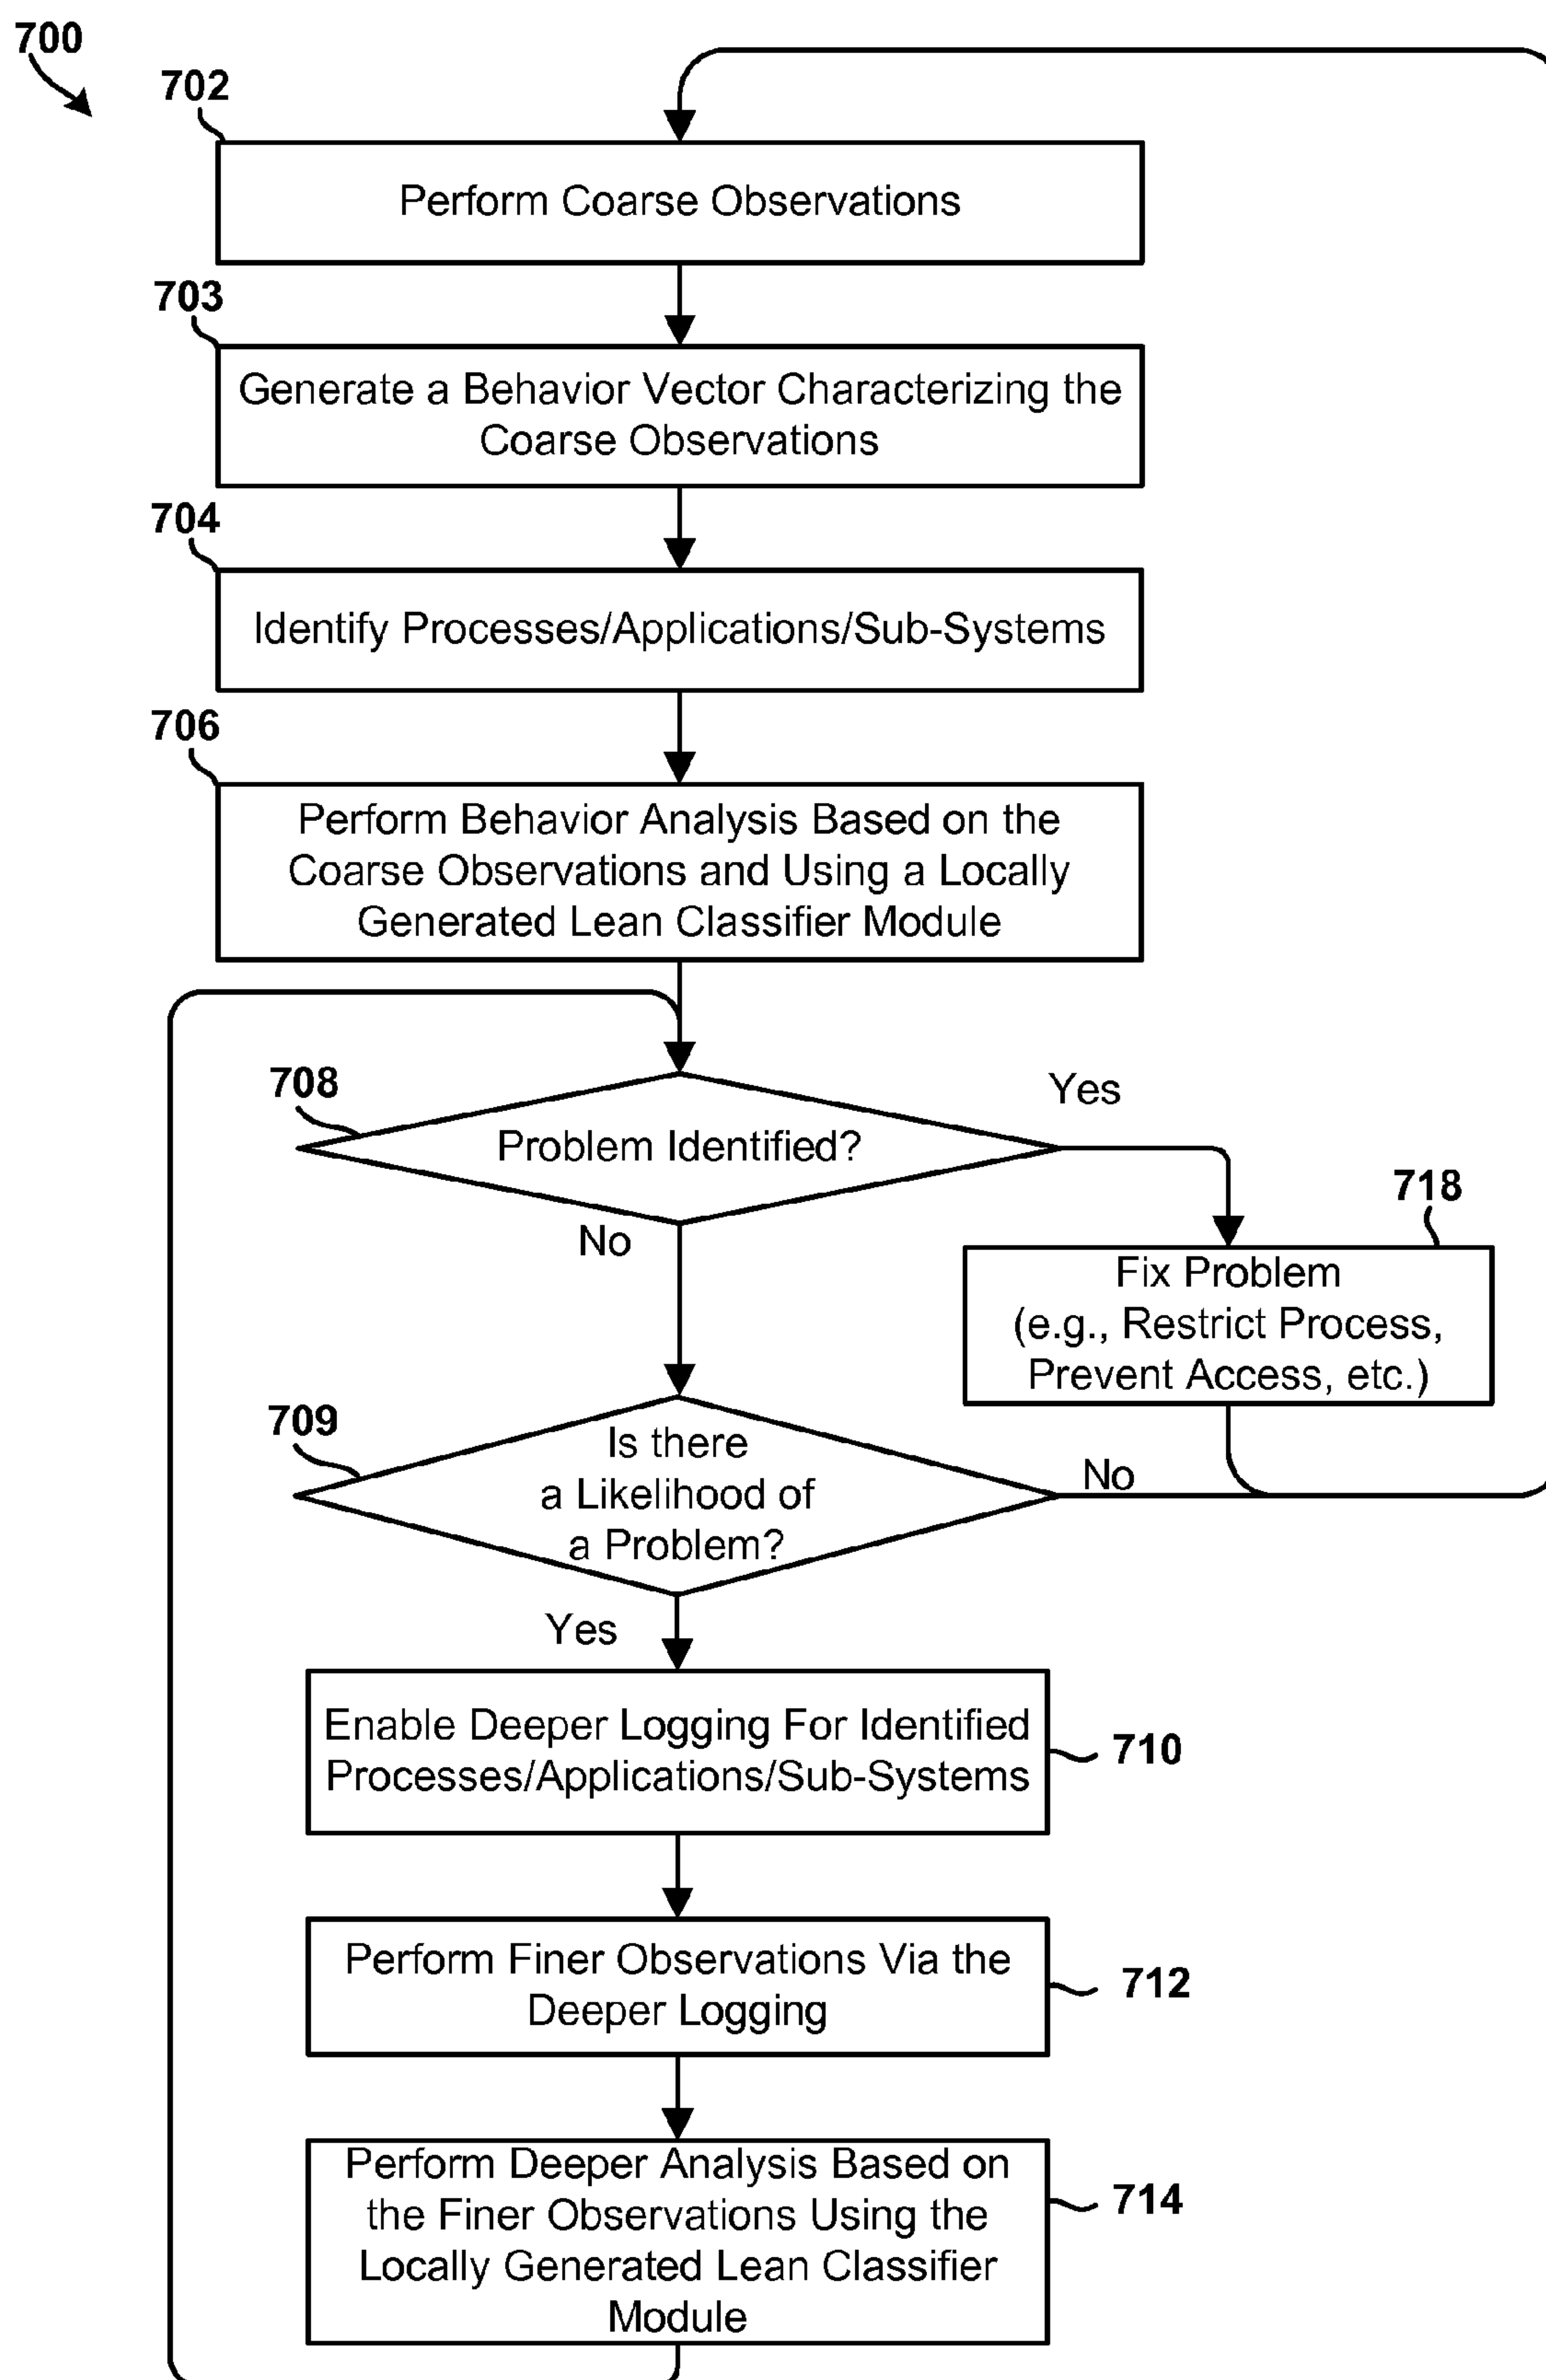 700
702
Perform Coarse Observations
703
Generate a Behavior Vector Characterizing the
Coarse Observations
704
Identify Processes/Applications/Sub-Systems
706
Perform Behavior Analysis Based on the
Coarse Observations and Using a Locally
Generated Lean Classifier Module
708
Problem Identified?
Yes
No
718
Fix Problem
(e.g., Restrict Process,
Prevent Access, etc.)
709
Is there
a Likelihood of
a Problem?
No
Yes
Enable Deeper Logging For Identified
Processes/Applications/Sub-Systems
710
Perform Finer Observations Via the
Deeper Logging
712
Perform Deeper Analysis Based on
the Finer Observations Using the
Locally Generated Lean Classifier
Module
714